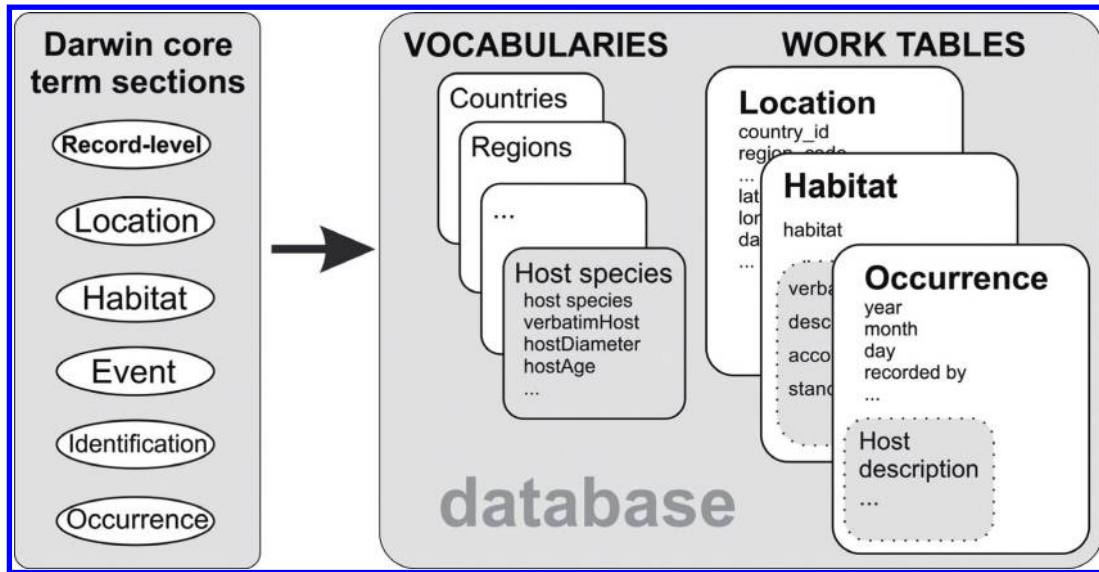 Darwin core
term sections
Record-level
Location
Habitat
Event
Identification
Occurrence
VOCABULARIES
Countries
Regions
...
Host species
host species
verbatimHost
hostDiameter
hostAge
...
WORK TABLES
Location
country_id
...
...
Habitat
habitat
Occurrence
year
month
day
recorded by
...
Host
description
...
database